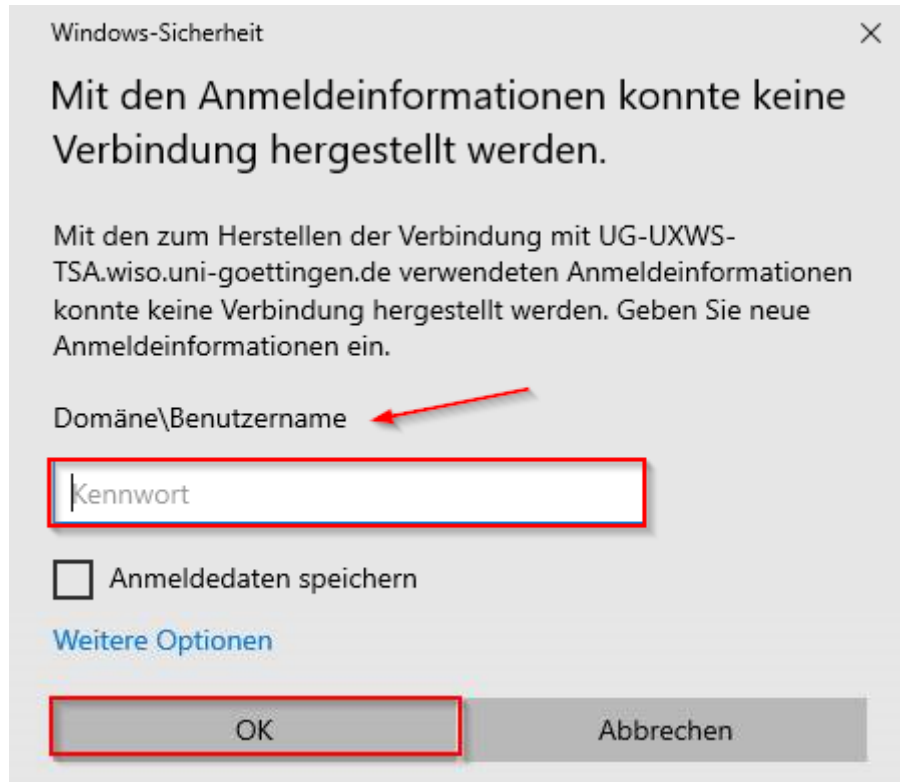 Windows-Sicherheit
Mit den Anmeldeinformationen konnte keine
Verbindung hergestellt werden.
Mit den zum Herstellen der Verbindung mit UG-UXWS-
TSA.wiso.uni-goettingen.de verwendeten Anmeldeinformationen
konnte keine Verbindung hergestellt werden. Geben Sie neue
Anmeldeinformationen ein.
Domäne\Benutzername
Kennwort
Anmeldedaten speichern
Weitere Optionen
OK
Abbrechen